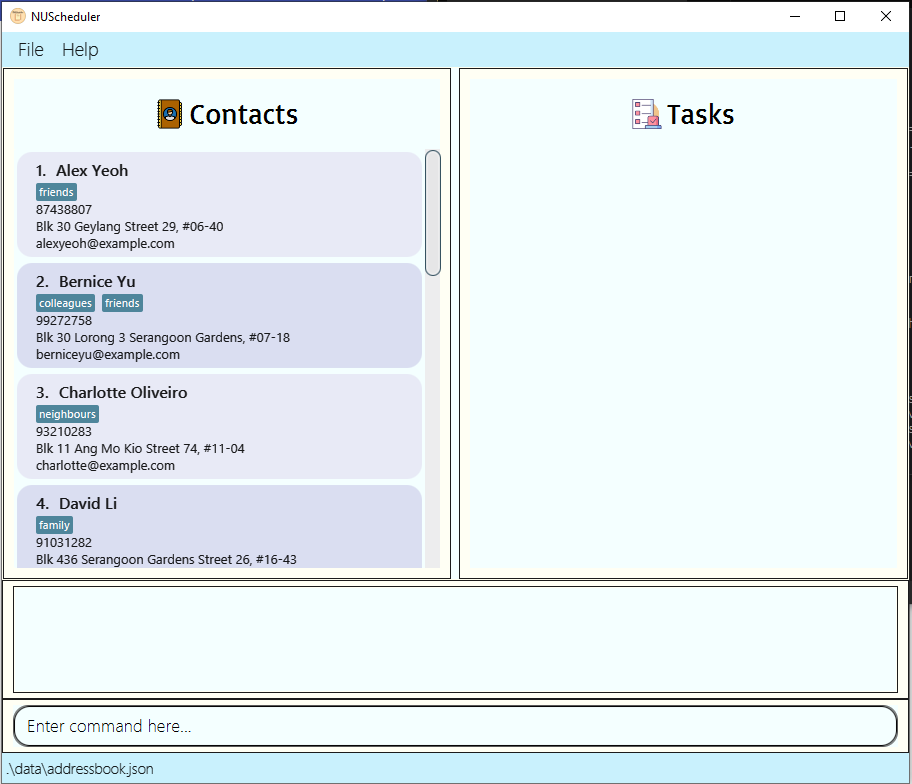 NUScheduler
File Help
Contacts
1. Alex Yeoh
friends
87438807
Blk 30 Geylang Street 29, #06-40
alexyeoh@example.com
2. Bernice Yu
colleagues friends
99272758
Blk 30 Lorong 3 Serangoon Gardens, #07-18
berniceyu@example.com
3. Charlotte Oliveiro
neighbours
93210283
Blk 11 Ang Mo Kio Street 74, #11-04
charlotte@example.com
4. David Li
family
91031282
Blk 436 Serangoon Gardens Street 26, #16-43
Tasks
Enter command here...
.\data\addressbook.json